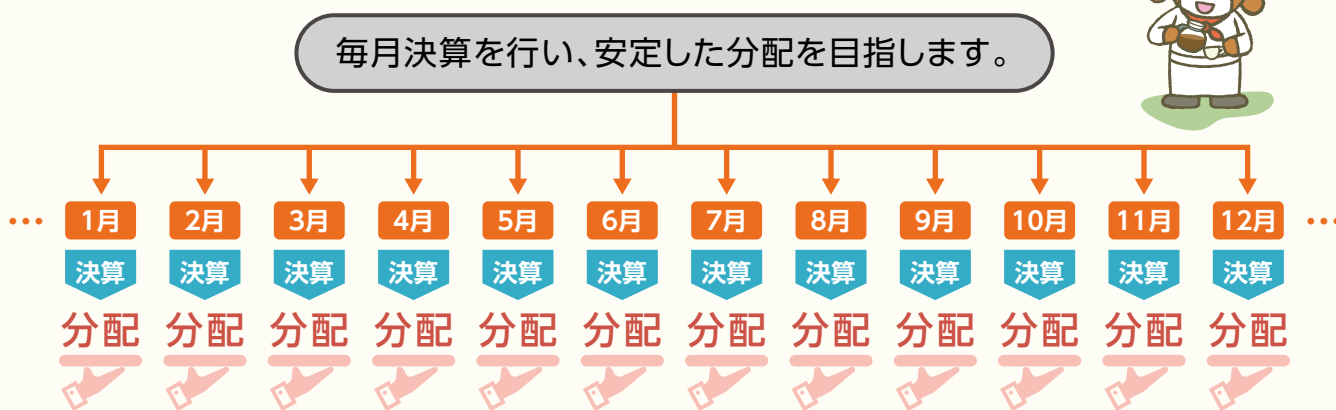 毎月決算を行い、安定した分配を目指します。
… 1月 2月 3月 4月 5月 6月 7月 8月 9月 10月 11月 12月 …
決算 決算 決算 決算 決算 決算 決算 決算 決算 決算 決算 決算
分配 分配 分配 分配 分配 分配 分配 分配 分配 分配 分配 分配